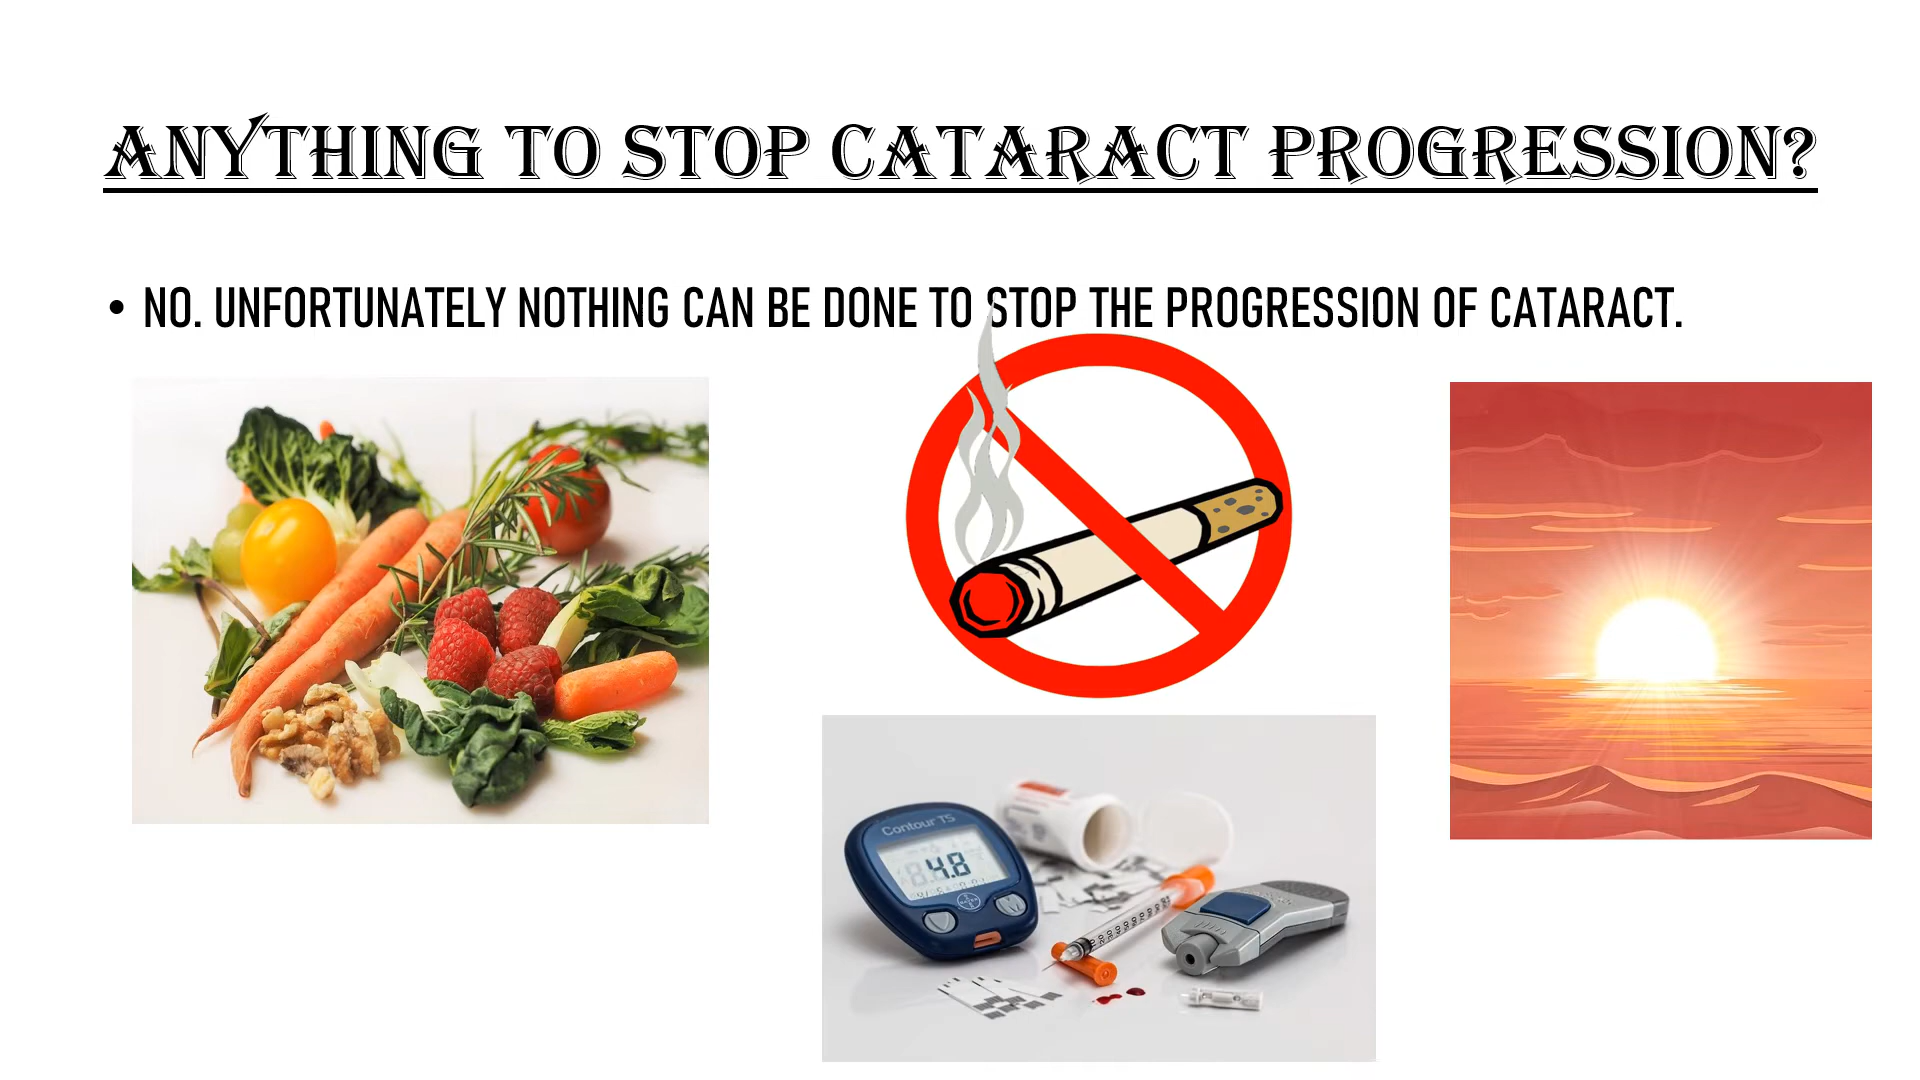 ANYTHING TO STOP CATARACT PROGRESSION?
• NO. UNFORTUNATELY NOTHING CAN BE DONE TO STOP THE PROGRESSION OF CATARACT.
Contour TS
4.8